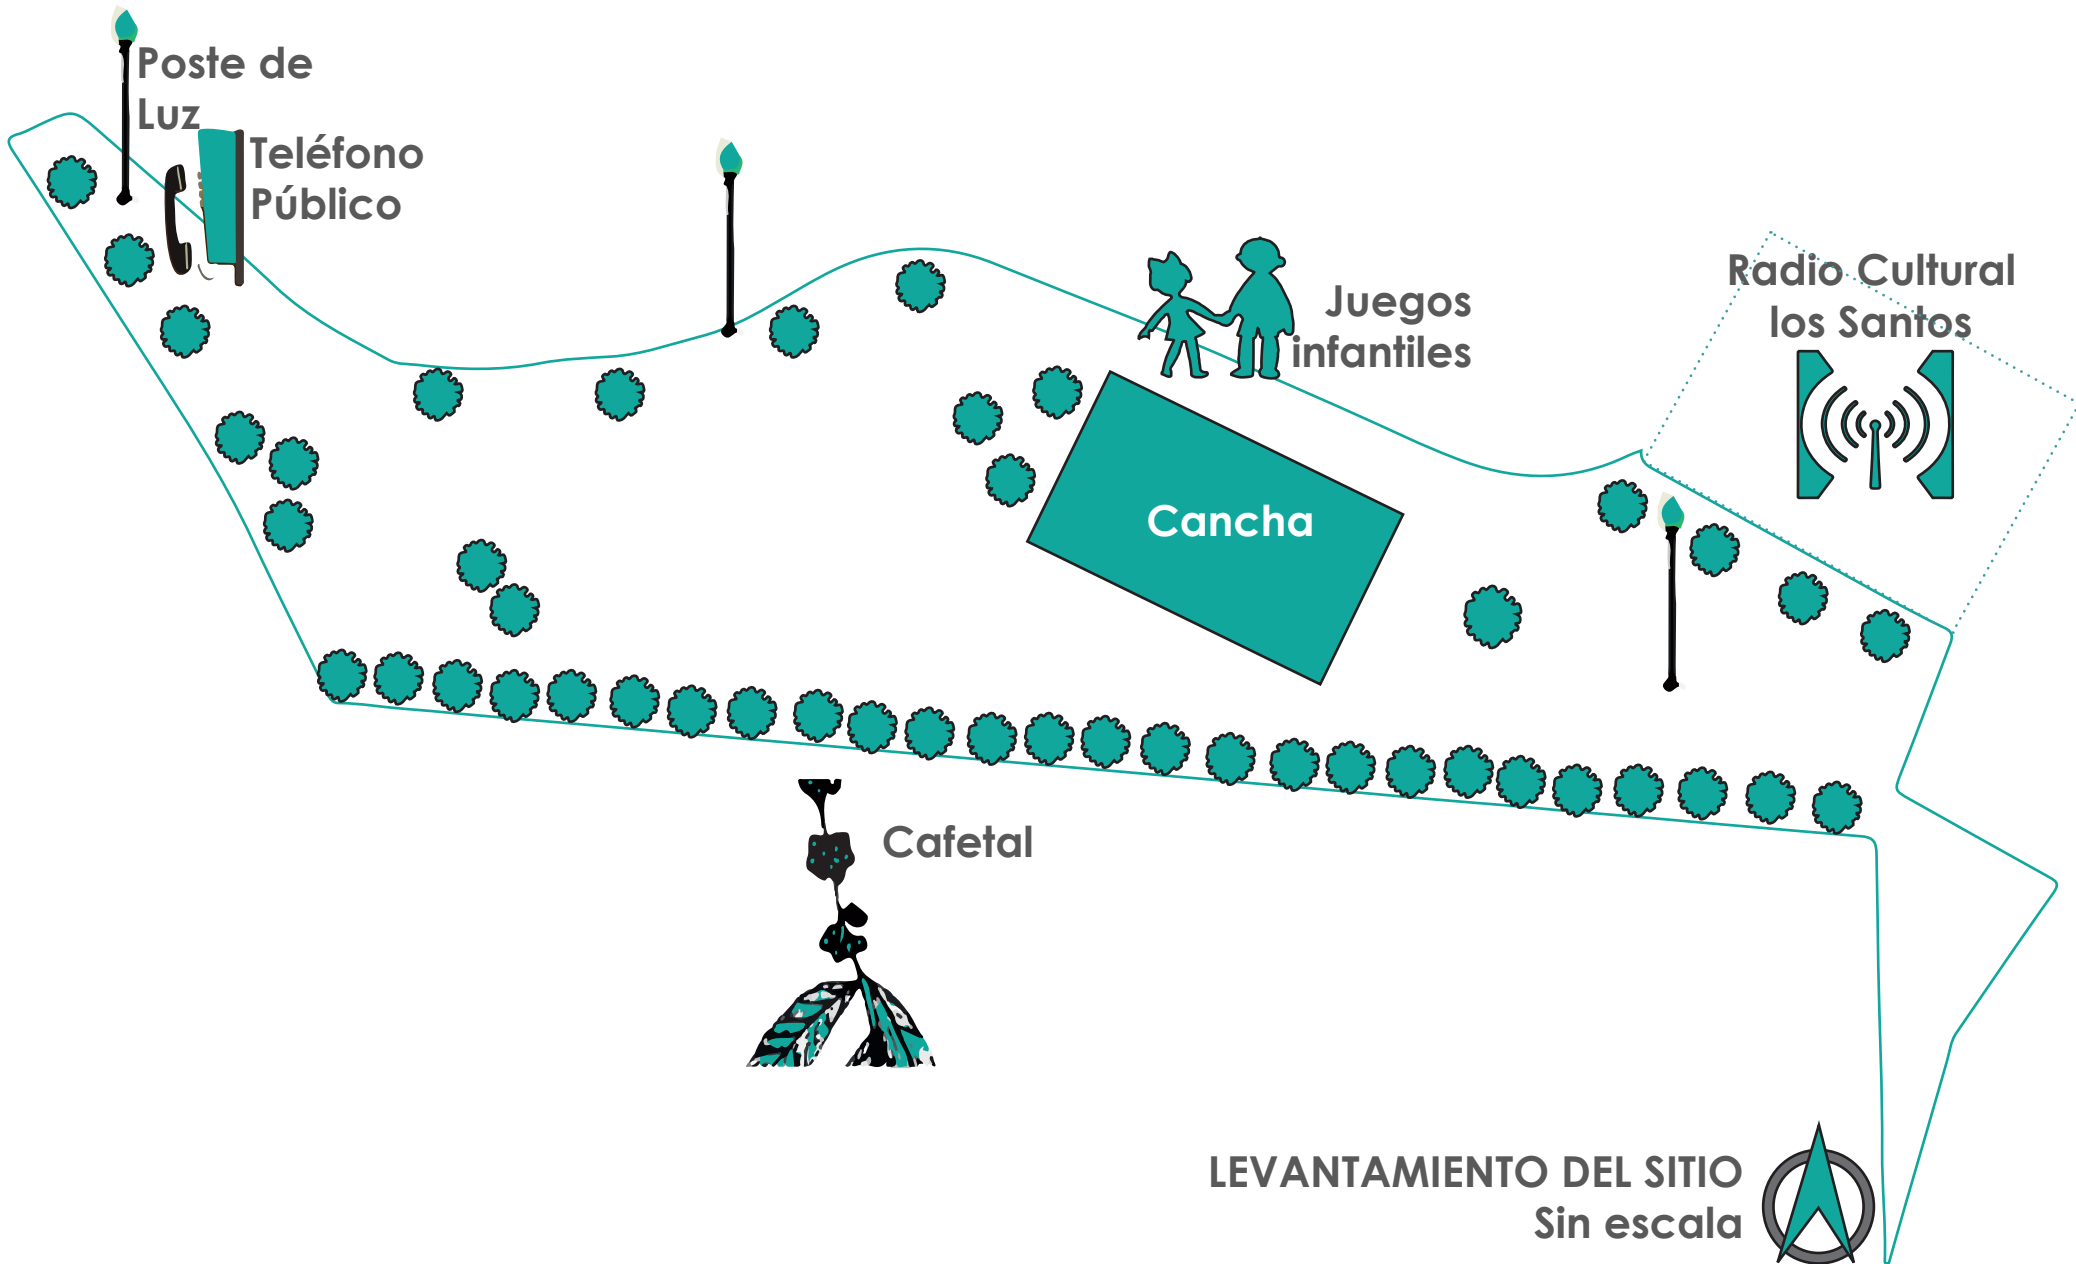 Poste de
Luz
Teléfono
Público
Juegos
infantiles
Radio Cultural
los Santos
Cancha
Cafetal
LEVANTAMIENTO DEL SITIO
Sin escala